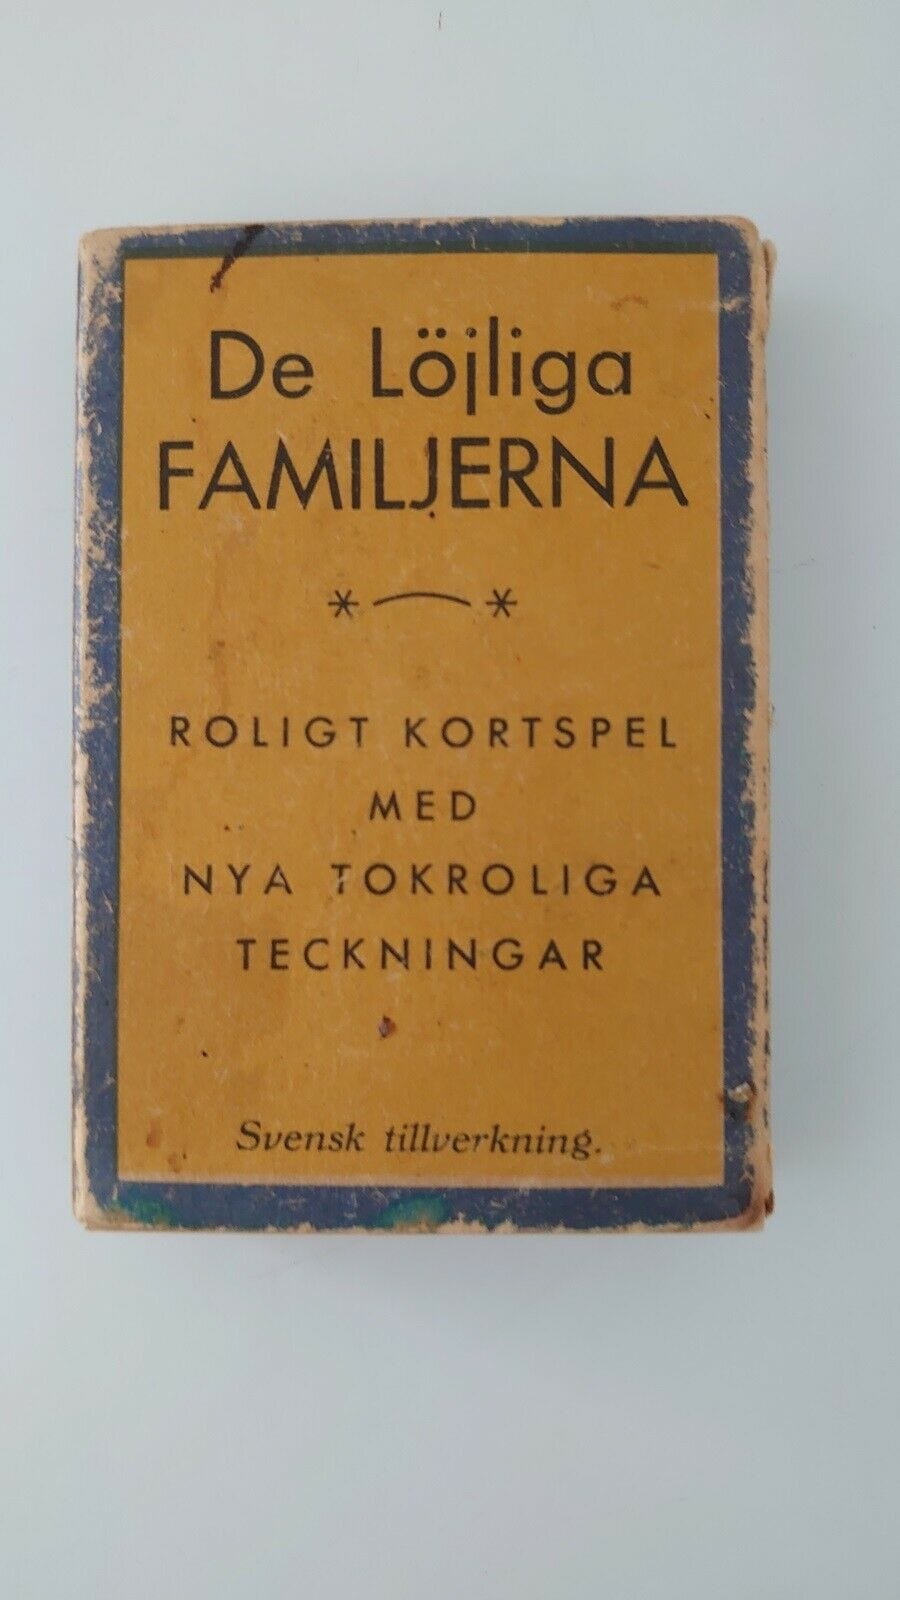 De Löjliga
FAMILJERNA
* *
ROLIGT KORTSPEL
MED
NYA TOKROLIGA
TECKNINGAR
Svensk tillverkning.